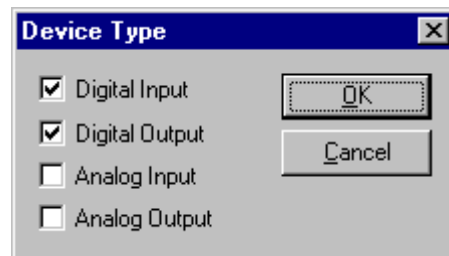 Device Type
Digital Input
OK
Digital Output
Cancel
Analog Input
Analog Output